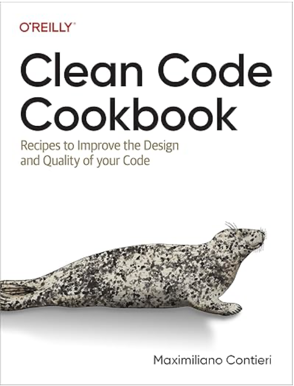 O'REILLY®
Clean Code
Cookbook
Recipes to Improve the Design
and Quality of your Code
Maximiliano Contieri